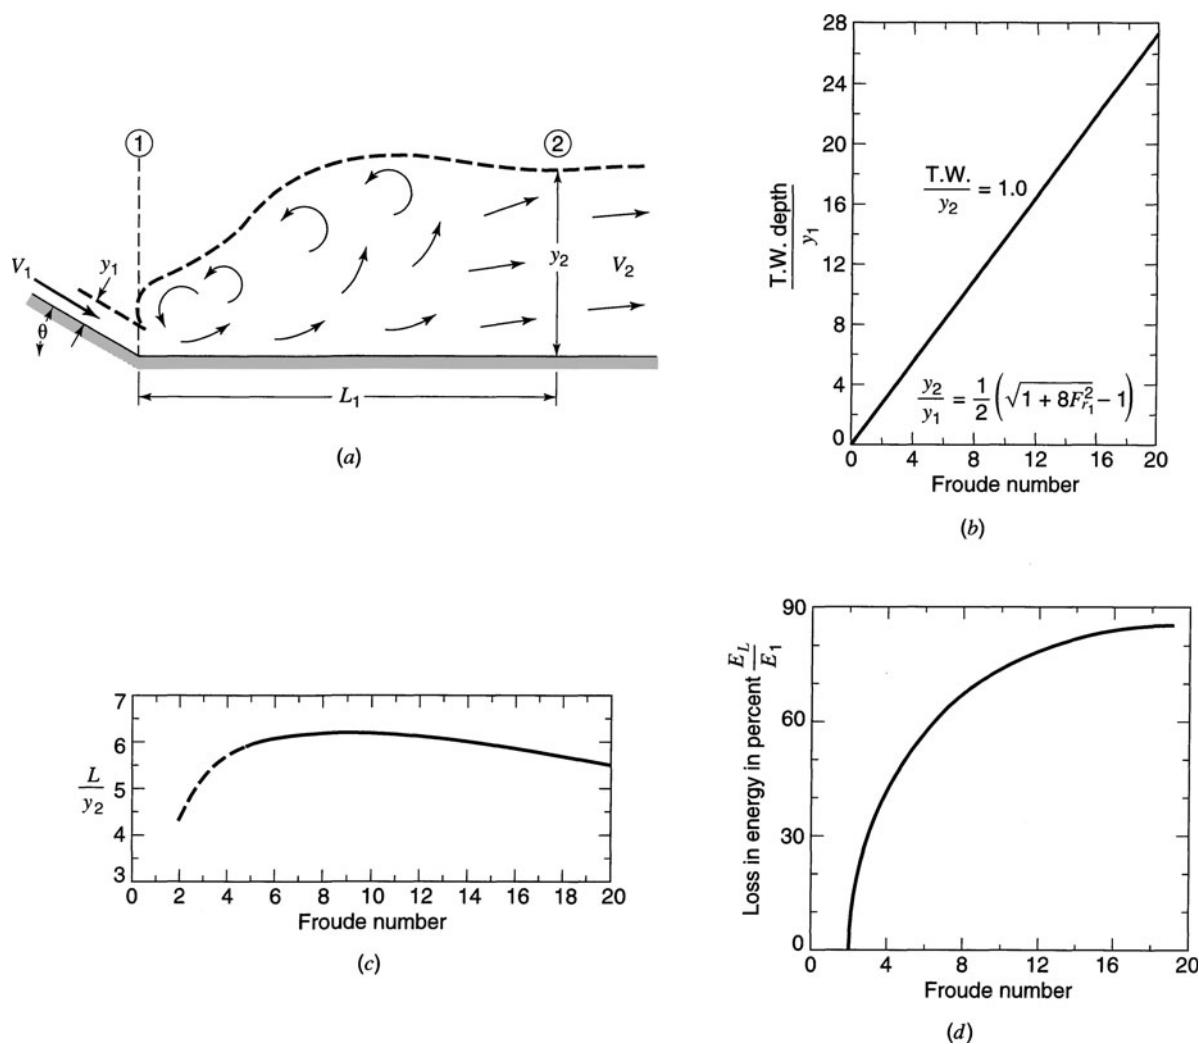 1
2
V₁
y₁
θ
y₂
V₂
L₁
(a)
28
24
20
16
12
8
4
0
T.W. depth
y₁
T.W.
y₂
= 1.0
y₂/y₁ = 1/2 (√(1 + 8F²ᵣ₁) − 1)
0 4 8 12 16 20
Froude number
(b)
7
6
5
4
3
L
y₂
0 2 4 6 8 10 12 14 16 18 20
Froude number
(c)
90
60
30
0
Loss in energy in percent E_L/E₁
0 4 8 12 16 20
Froude number
(d)